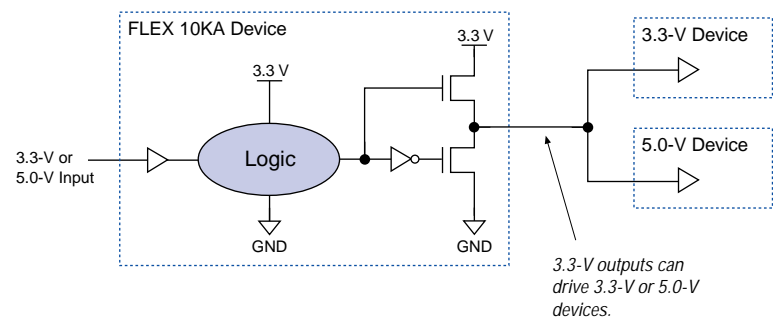 FLEX 10KA Device
3.3 V
3.3 V
3.3-V Device
3.3-V or
5.0-V Input
Logic
5.0-V Device
GND
GND
3.3-V outputs can
drive 3.3-V or 5.0-V
devices.